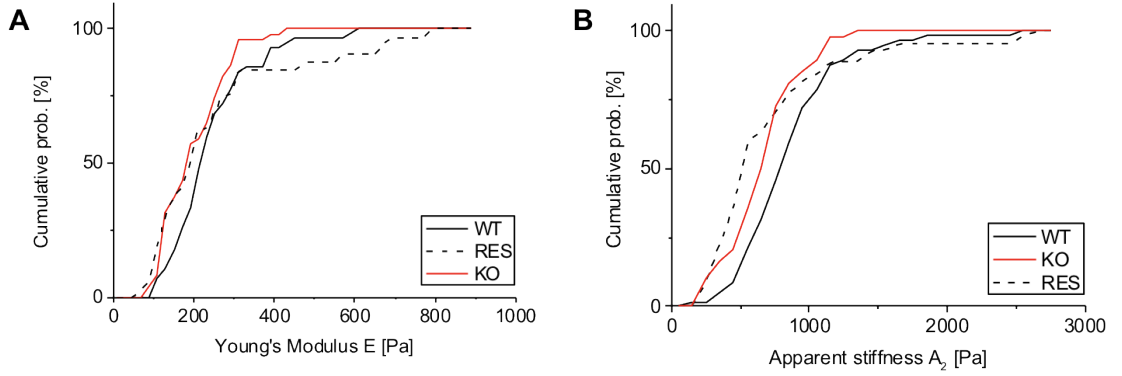 A
Cumulative prob. [%]
100
50
0
0 200 400 600 800 1000
Young's Modulus E [Pa]
WT
RES
KO
B
Cumulative prob. [%]
100
50
0
0 1000 2000 3000
Apparent stiffness A₂ [Pa]
WT
KO
RES